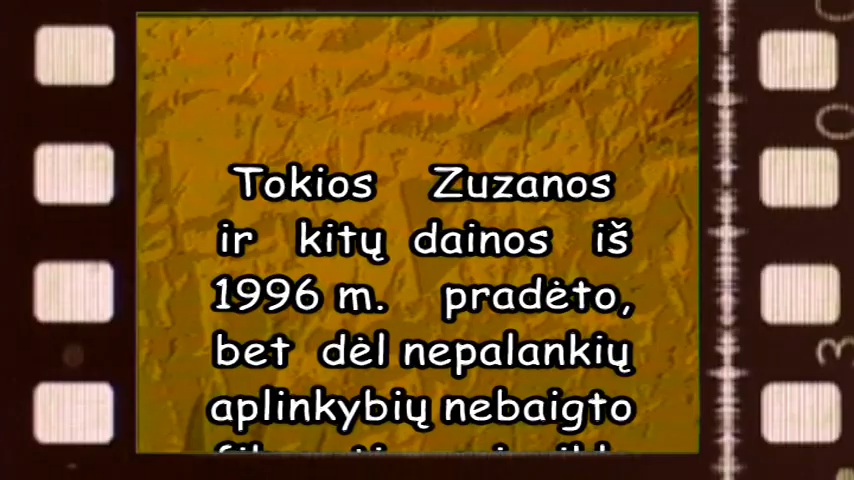 Tokios Zuzanos
ir kitų dainos iš
1996 m. pradėto,
bet dėl nepalankių
aplinkybių nebaigto